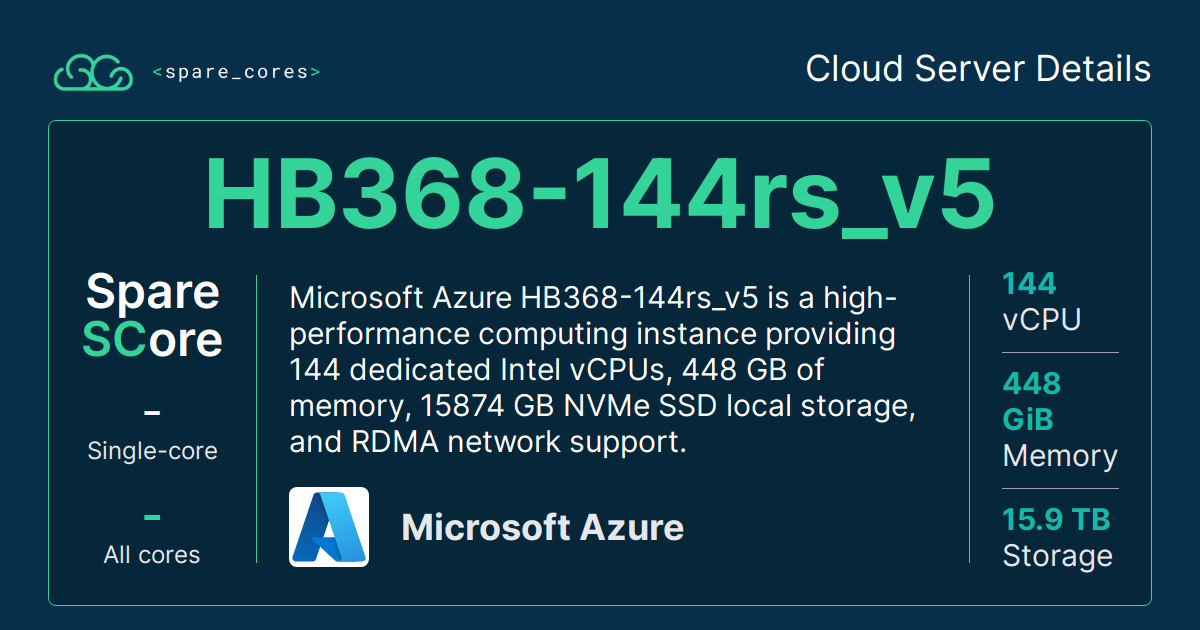 <spare_cores>
Cloud Server Details
HB368-144rs_v5
Spare
SCore
–
Single-core
–
All cores
Microsoft Azure HB368-144rs_v5 is a high-
performance computing instance providing
144 dedicated Intel vCPUs, 448 GB of
memory, 15874 GB NVMe SSD local storage,
and RDMA network support.
Microsoft Azure
144
vCPU
448
GiB
Memory
15.9 TB
Storage